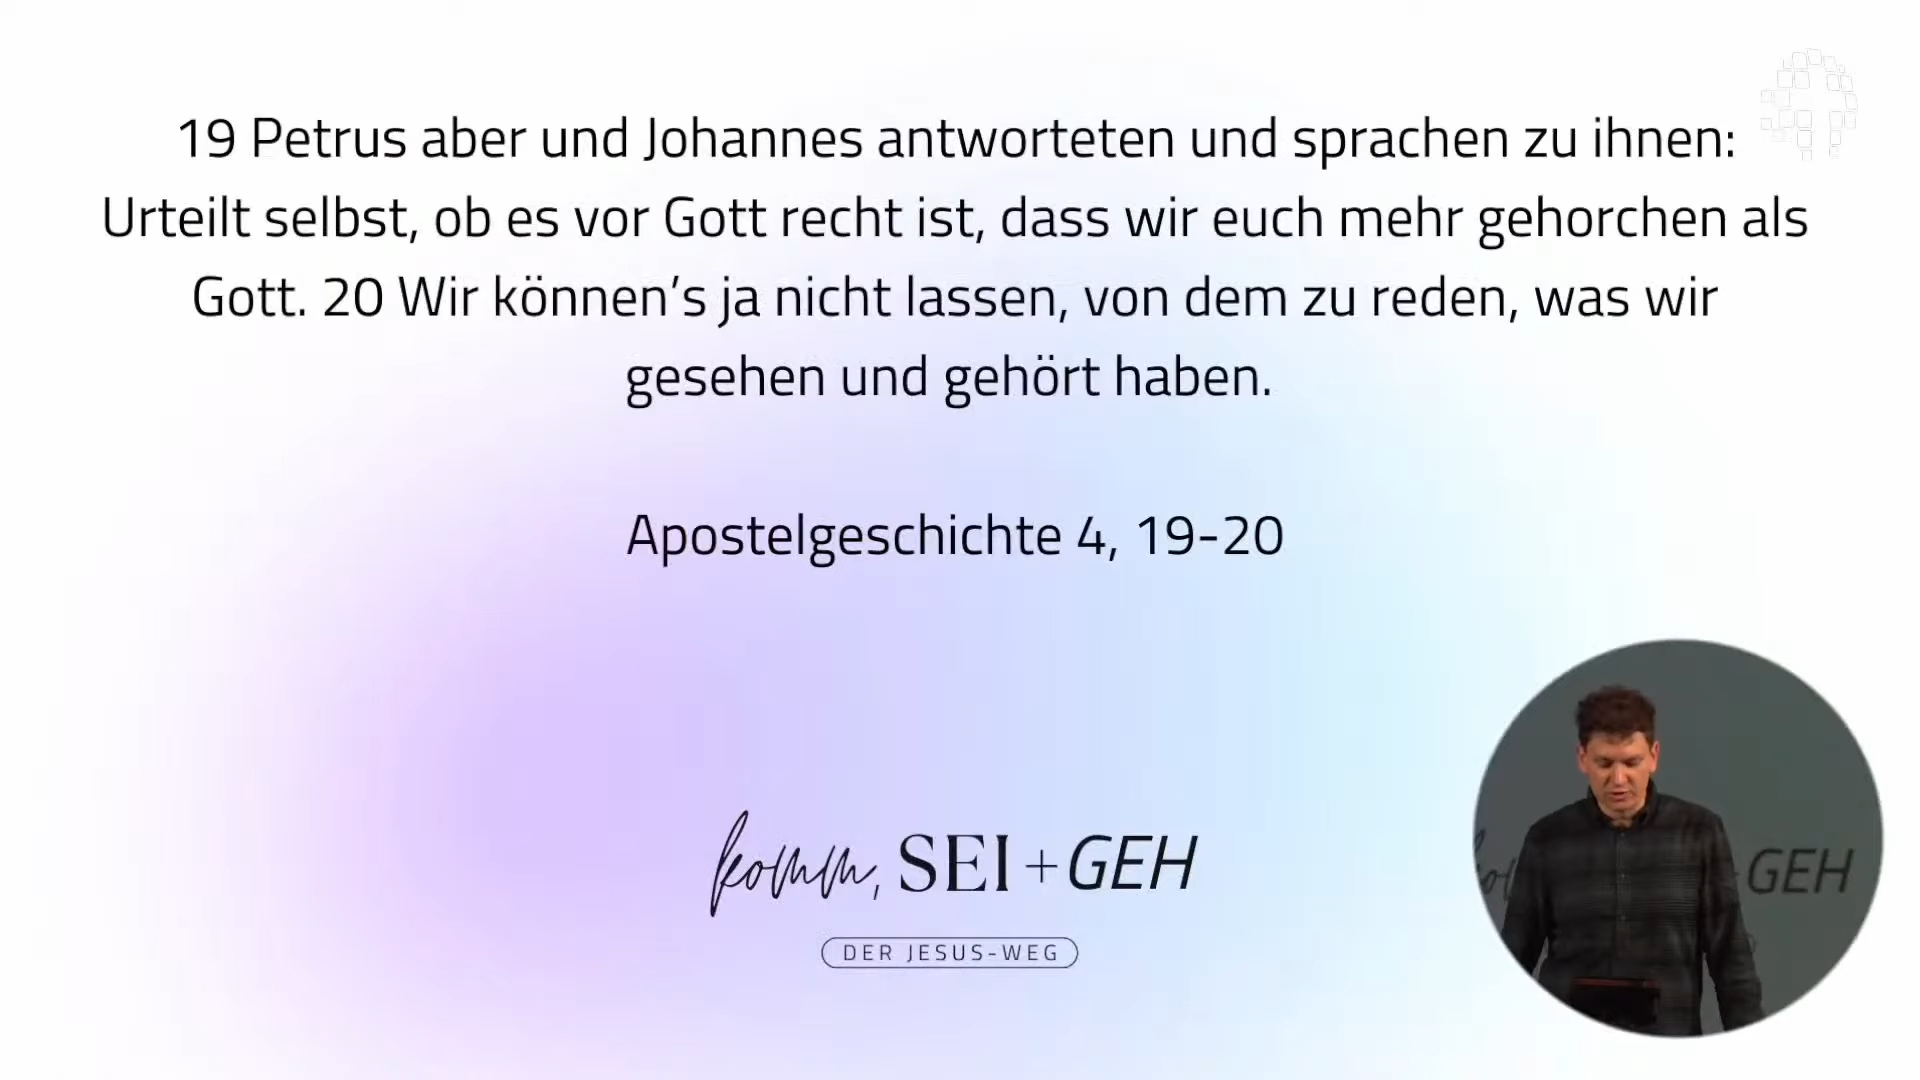 19 Petrus aber und Johannes antworteten und sprachen zu ihnen:
Urteilt selbst, ob es vor Gott recht ist, dass wir euch mehr gehorchen als
Gott. 20 Wir können’s ja nicht lassen, von dem zu reden, was wir
gesehen und gehört haben.
Apostelgeschichte 4, 19-20
komm, SEI + GEH
DER JESUS-WEG
GEH